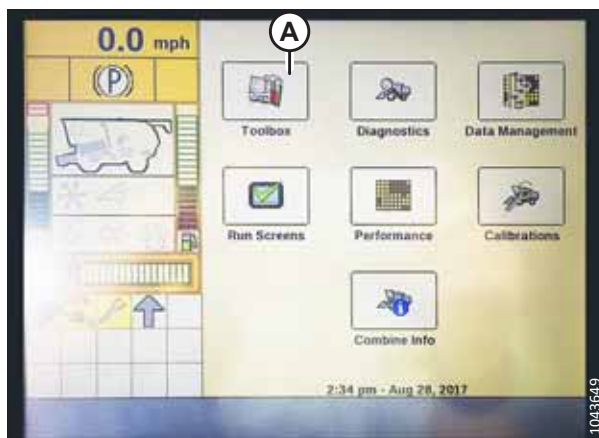 A
0.0 mph
(P)
Toolbox
Diagnostics
Data Management
Run Screens
Performance
Calibrations
Combine Info
2:34 pm - Aug 28, 2017
1043649